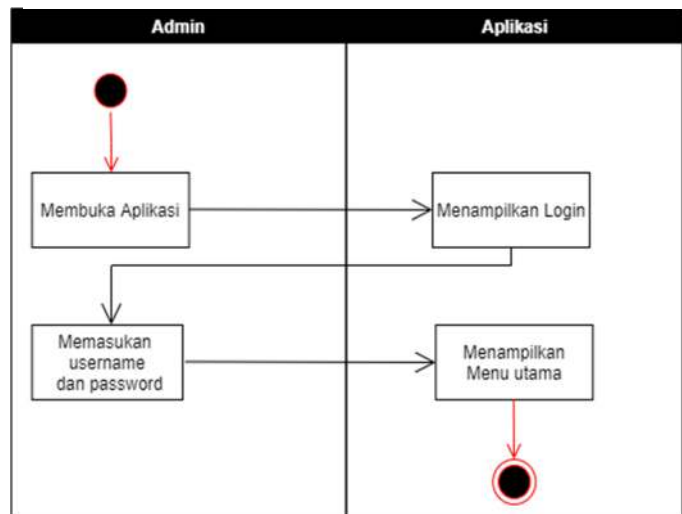 Admin
Aplikasi
Membuka Aplikasi
Menampilkan Login
Memasukan
username
dan password
Menampilkan
Menu utama